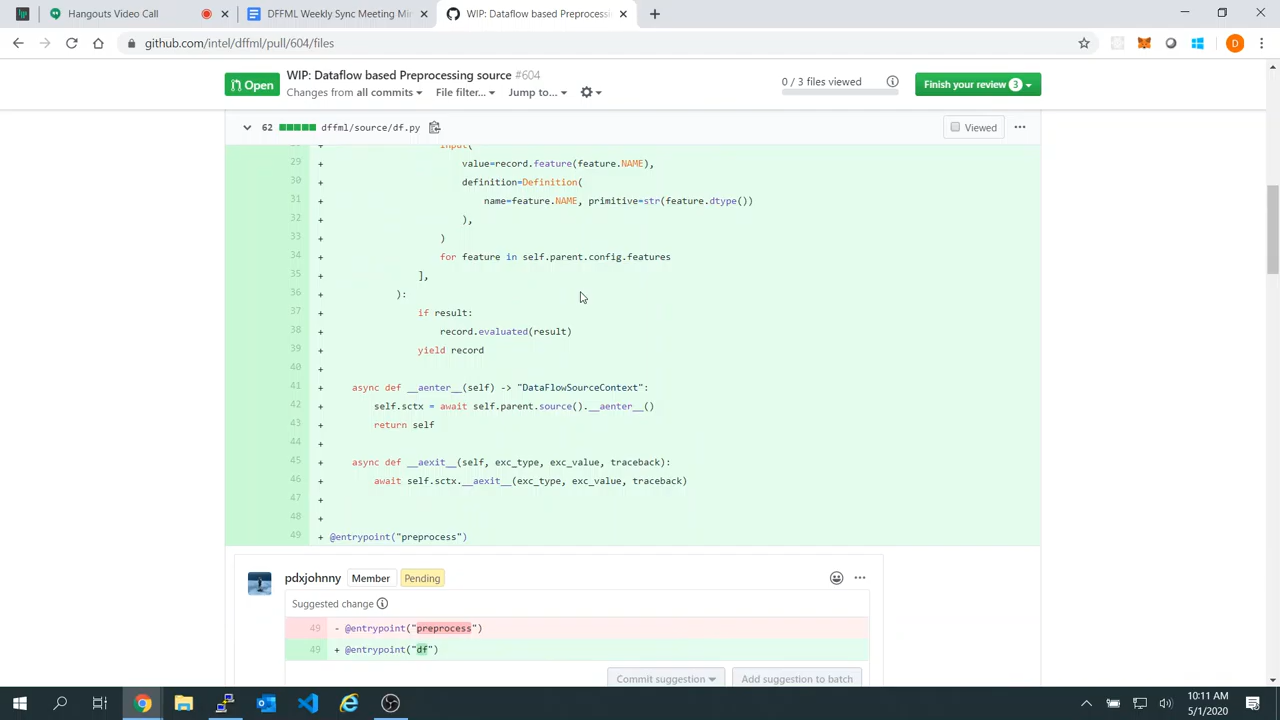 Hangouts Video Call
DFFML Weekly Sync Meeting Mi
WIP: Dataflow based Preprocessin
github.com/intel/dffml/pull/604/files
D
Open
WIP: Dataflow based Preprocessing source #604
Changes from all commits
File filter...
Jump to...
0 / 3 files viewed
Finish your review 3
62
dffml/source/df.py
Viewed
input(
29 + value=record.feature(feature.NAME),
30 + definition=Definition(
31 + name=feature.NAME, primitive=str(feature.dtype())
32 + ),
33 + )
34 + for feature in self.parent.config.features
35 + ],
36 + ):
37 + if result:
38 + record.evaluated(result)
39 + yield record
40 +
41 + async def __aenter__(self) -> "DataFlowSourceContext":
42 + self.sctx = await self.parent.source().__aenter__()
43 + return self
44 +
45 + async def __aexit__(self, exc_type, exc_value, traceback):
46 + await self.sctx.__aexit__(exc_type, exc_value, traceback)
47 +
48 +
49 + @entrypoint("preprocess")
pdxjohnny Member Pending
Suggested change
49 - @entrypoint("preprocess")
49 + @entrypoint("df")
Commit suggestion
Add suggestion to batch
10:11 AM
5/1/2020